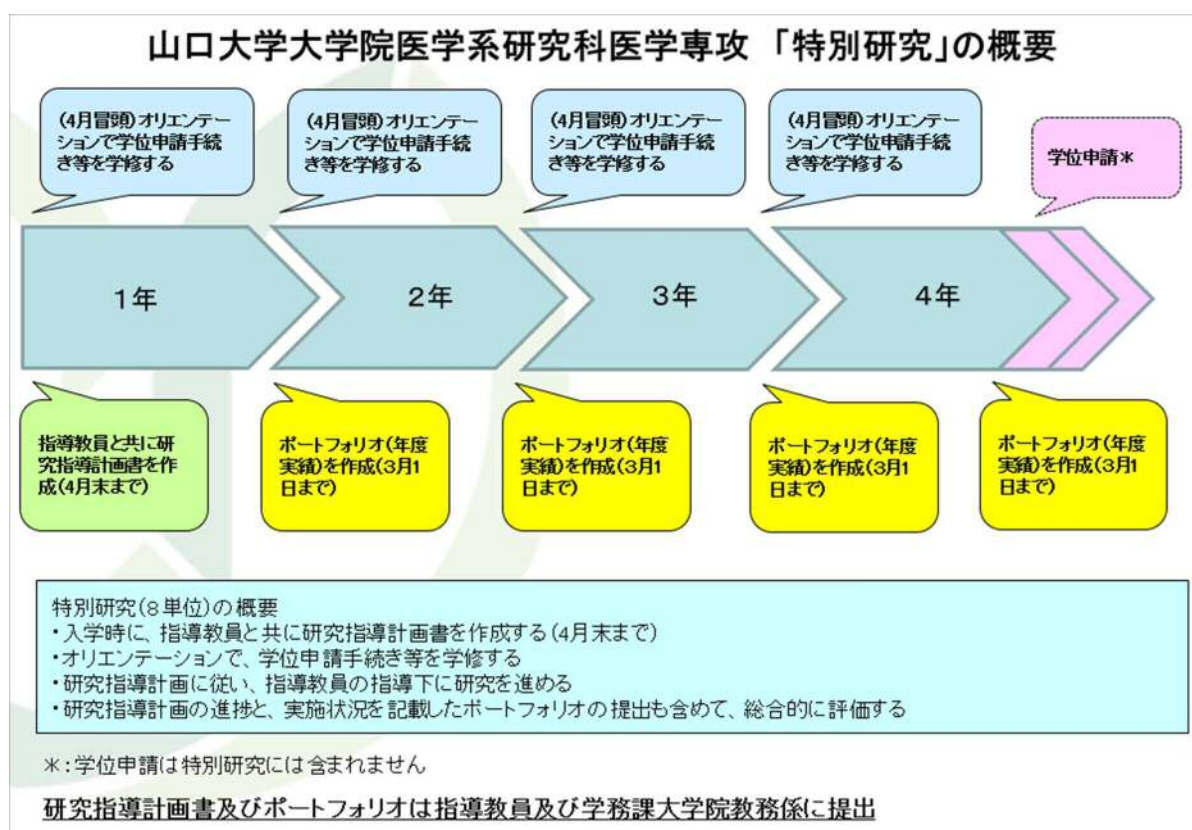 山口大学大学院医学系研究科医学専攻 「特別研究」の概要
(4月冒頭)オリエンテー
ションで学位申請手続
き等を学修する
(4月冒頭)オリエンテー
ションで学位申請手続
き等を学修する
(4月冒頭)オリエンテー
ションで学位申請手続
き等を学修する
(4月冒頭)オリエンテー
ションで学位申請手続
き等を学修する
学位申請＊
1年
2年
3年
4年
指導教員と共に研
究指導計画書を作
成(4月末まで)
ポートフォリオ(年度
実績)を作成(3月1
日まで)
ポートフォリオ(年度
実績)を作成(3月1
日まで)
ポートフォリオ(年度
実績)を作成(3月1
日まで)
ポートフォリオ(年度
実績)を作成(3月1
日まで)
特別研究(8単位)の概要
・入学時に、指導教員と共に研究指導計画書を作成する(4月末まで)
・オリエンテーションで、学位申請手続き等を学修する
・研究指導計画に従い、指導教員の指導下に研究を進める
・研究指導計画の進捗と、実施状況を記載したポートフォリオの提出も含めて、総合的に評価する
＊:学位申請は特別研究には含まれません
研究指導計画書及びポートフォリオは指導教員及び学務課大学院教務係に提出